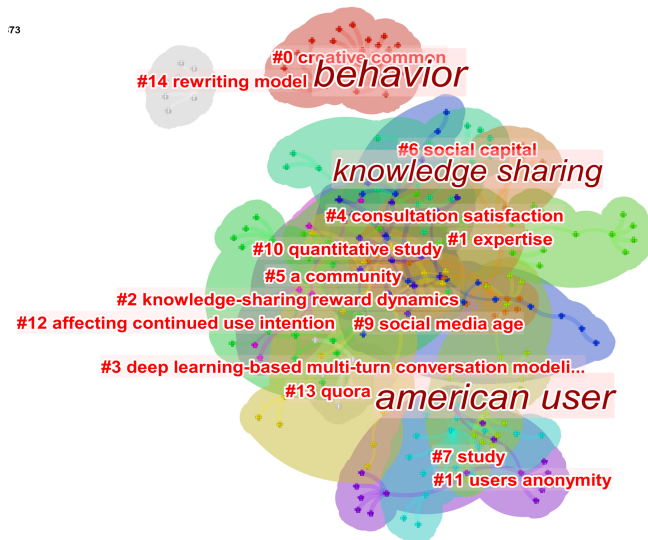 #0 creative common
#14 rewriting model
behavior
#6 social capital
knowledge sharing
#4 consultation satisfaction
#1 expertise
#10 quantitative study
#5 a community
#2 knowledge-sharing reward dynamics
#12 affecting continued use intention
#9 social media age
#3 deep learning-based multi-turn conversation modeli...
#13 quora
american user
#7 study
#11 users anonymity